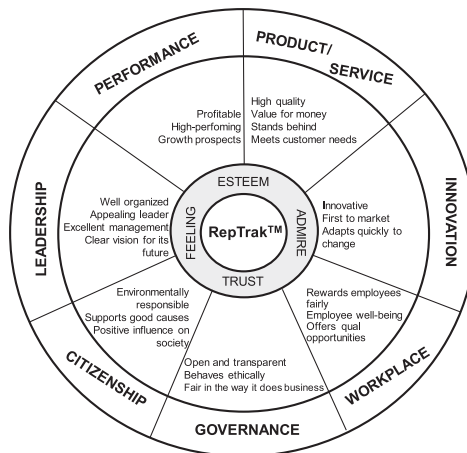 PERFORMANCE
PRODUCT/
SERVICE
Profitable
High-perfoming
Growth prospects
High quality
Value for money
Stands behind
Meets customer needs
LEADERSHIP
Well organized
Appealing leader
Excellent management
Clear vision for its
future
ESTEEM
FEELING
RepTrak™
ADMIRE
TRUST
Innovative
First to market
Adapts quickly to
change
INNOVATION
Environmentally
responsible
Supports good causes
Positive influence on
society
CITIZENSHIP
Open and transparent
Behaves ethically
Fair in the way it does business
GOVERNANCE
Rewards employees
fairly
Employee well-being
Offers qual
opportunities
WORKPLACE